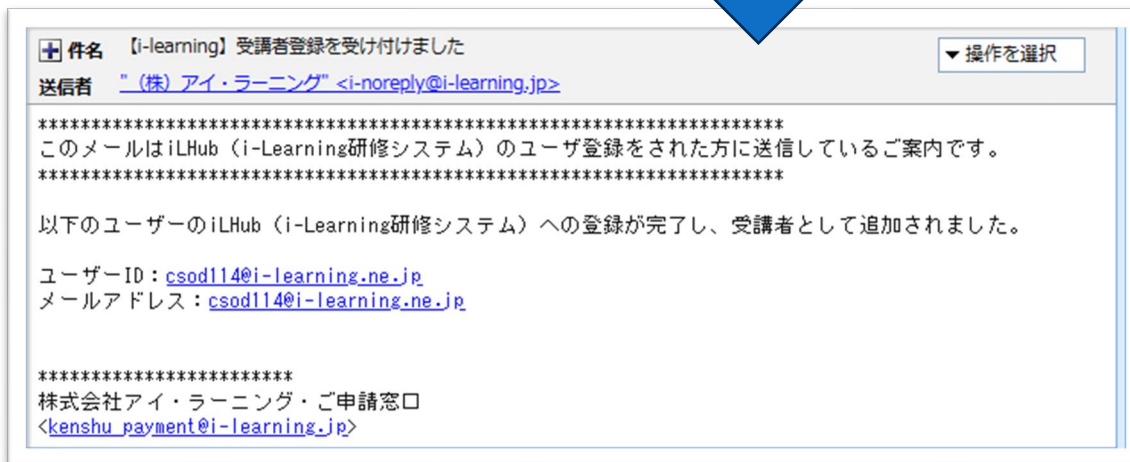 件名 【i-learning】受講者登録を受け付けました
▼操作を選択
送信者 "（株）アイ・ラーニング" <i-noreply@i-learning.jp>
**********************************************************************
このメールはiLHub（i-Learning研修システム）のユーザ登録をされた方に送信しているご案内です。
**********************************************************************
以下のユーザーのiLHub（i-Learning研修システム）への登録が完了し、受講者として追加されました。
ユーザーID：csod114@i-learning.ne.jp
メールアドレス：csod114@i-learning.ne.jp
************************
株式会社アイ・ラーニング・ご申請窓口
<kenshu_payment@i-learning.jp>